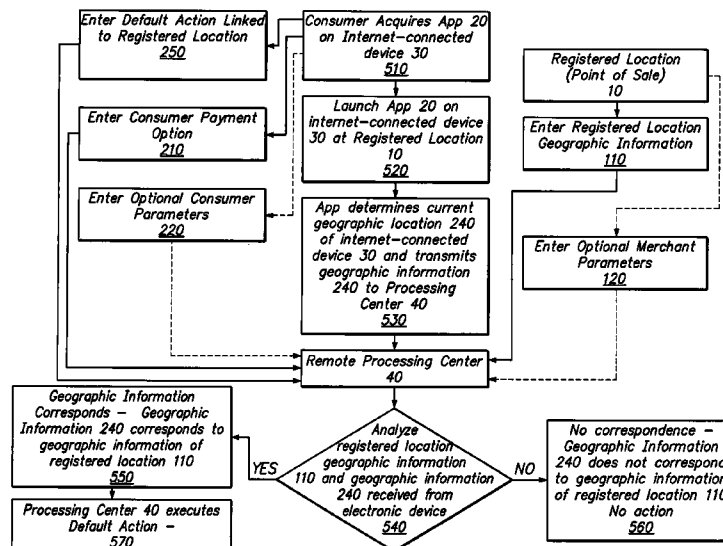 Enter Default Action Linked
to Registered Location
250
Consumer Acquires App 20
on Internet-connected
device 30
510
Registered Location
(Point of Sale)
10
Enter Consumer Payment
Option
210
Launch App 20 on
internet-connected device
30 at Registered Location
10
520
Enter Registered Location
Geographic Information
110
Enter Optional Consumer
Parameters
220
App determines current
geographic location 240
of internet-connected
device 30 and transmits
geographic information
240 to Processing Center 40
530
Enter Optional Merchant
Parameters
120
Remote Processing Center
40
Geographic Information
Corresponds – Geographic
Information 240 corresponds to
geographic information of
registered location 110
550
YES
Analyze
registered location
geographic information
110 and geographic information
240 received from
electronic device
540
NO
No correspondence –
Geographic Information
240 does not correspond
to geographic information
of registered location 110
No action
560
Processing Center 40 executes
Default Action –
570